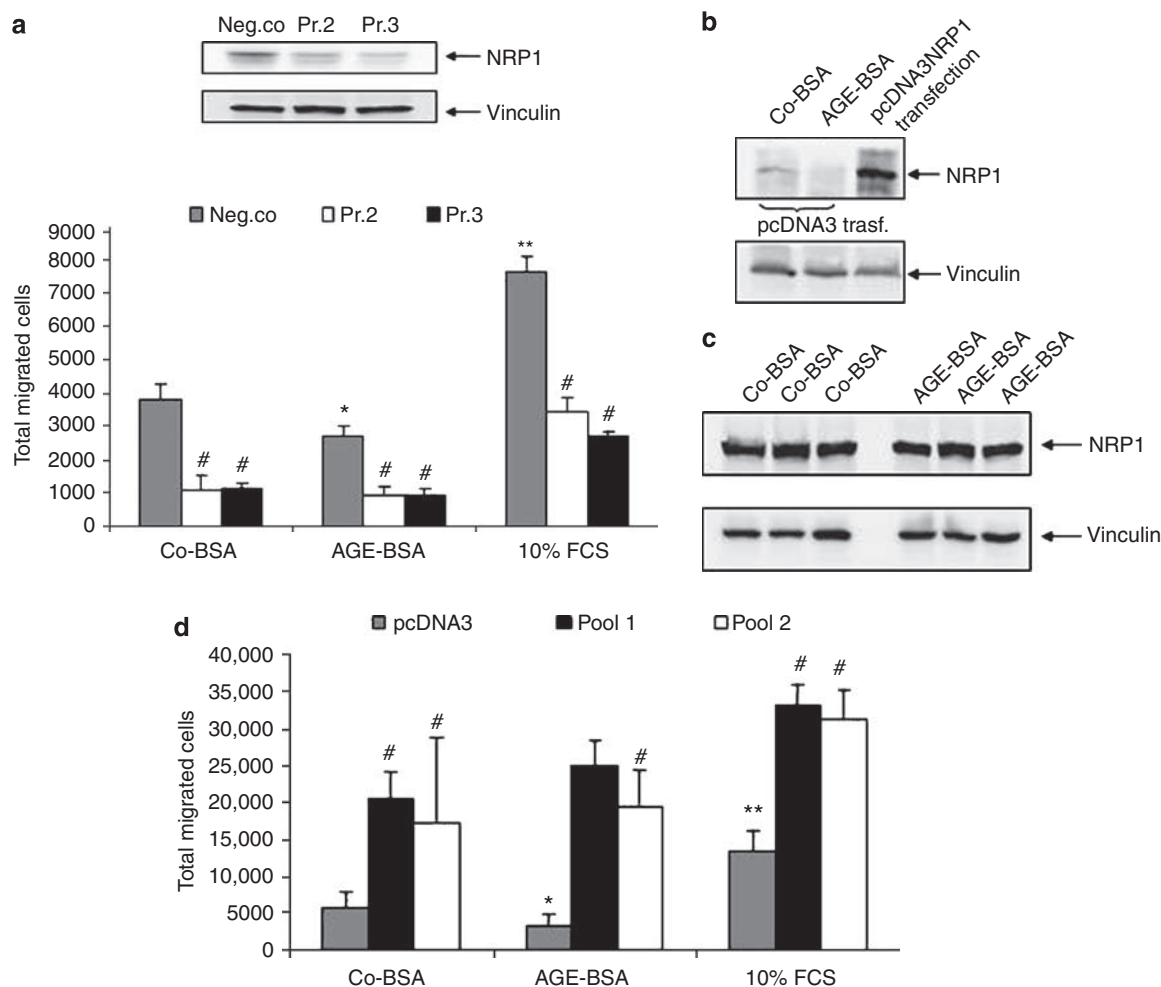 a
Neg.co Pr.2 Pr.3
NRP1
Vinculin
Neg.co Pr.2 Pr.3
Total migrated cells
9000
8000
7000
6000
5000
4000
3000
2000
1000
0
# #
*
# #
**
#
#
Co-BSA AGE-BSA 10% FCS
b
Co-BSA
AGE-BSA
pcDNA3NRP1
transfection
NRP1
pcDNA3 trasf.
Vinculin
c
Co-BSA Co-BSA Co-BSA AGE-BSA AGE-BSA AGE-BSA
NRP1
Vinculin
d
pcDNA3 Pool 1 Pool 2
Total migrated cells
40,000
35,000
30,000
25,000
20,000
15,000
10,000
5000
0
#
#
*
#
**
# #
Co-BSA AGE-BSA 10% FCS